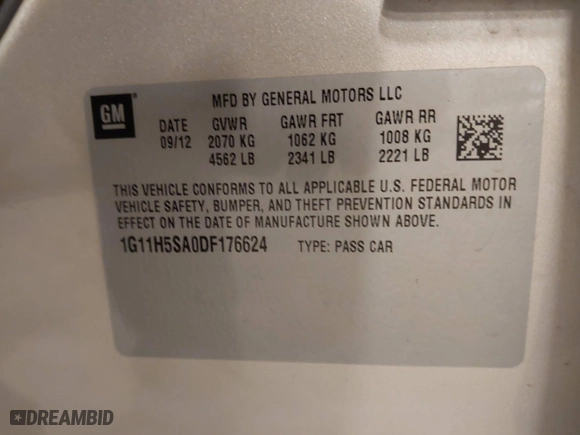 GM
®
MFD BY GENERAL MOTORS LLC
DATE GVWR GAWR FRT GAWR RR
09/12 2070 KG 1062 KG 1008 KG
4562 LB 2341 LB 2221 LB
THIS VEHICLE CONFORMS TO ALL APPLICABLE U.S. FEDERAL MOTOR
VEHICLE SAFETY, BUMPER, AND THEFT PREVENTION STANDARDS IN
EFFECT ON THE DATE OF MANUFACTURE SHOWN ABOVE.
1G11H5SA0DF176624 TYPE: PASS CAR
DREAMBID